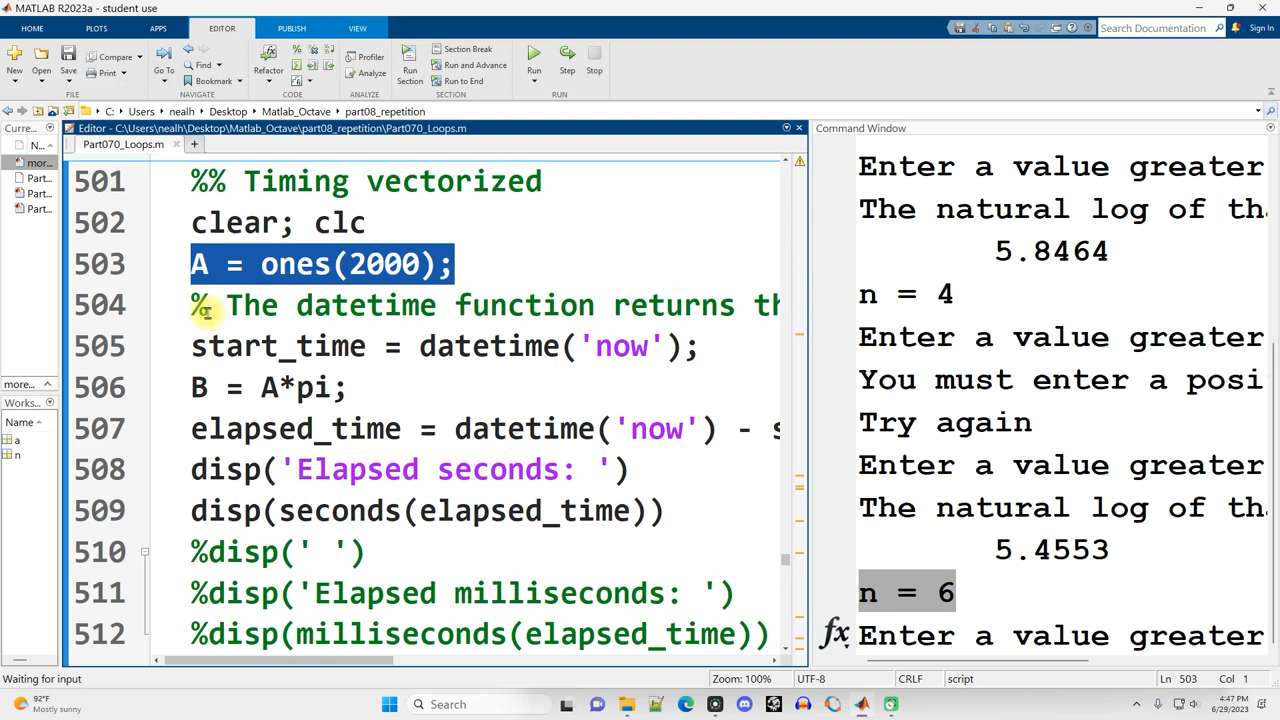 MATLAB R2023a - student use
HOME PLOTS APPS EDITOR PUBLISH VIEW
Search Documentation Sign In
New Open Save Compare Print Go To Find Bookmark Refactor Profiler Analyze Run Section Section Break Run and Advance Run to End Run Step Stop
FILE NAVIGATE CODE ANALYZE SECTION RUN
C: Users nealh Desktop Matlab_Octave part08_repetition
Curre... Editor - C:\Users\nealh\Desktop\Matlab_Octave\part08_repetition\Part070_Loops.m Command Window
N... Part070_Loops.m +
mor...
Part...
Part...
Part...
more...
Works...
Name
a
n
501 %% Timing vectorized
502 clear; clc
503 A = ones(2000);
504 % The datetime function returns th
505 start_time = datetime('now');
506 B = A*pi;
507 elapsed_time = datetime('now') - s
508 disp('Elapsed seconds: ')
509 disp(seconds(elapsed_time))
510 %disp(' ')
511 %disp('Elapsed milliseconds: ')
512 %disp(milliseconds(elapsed_time))
Enter a value greater
The natural log of tha
5.8464
n = 4
Enter a value greater
You must enter a posi
Try again
Enter a value greater
The natural log of tha
5.4553
n = 6
fx Enter a value greater
Waiting for input Zoom: 100% UTF-8 CRLF script Ln 503 Col 1
92°F
Mostly sunny
Search
4:47 PM
6/29/2023